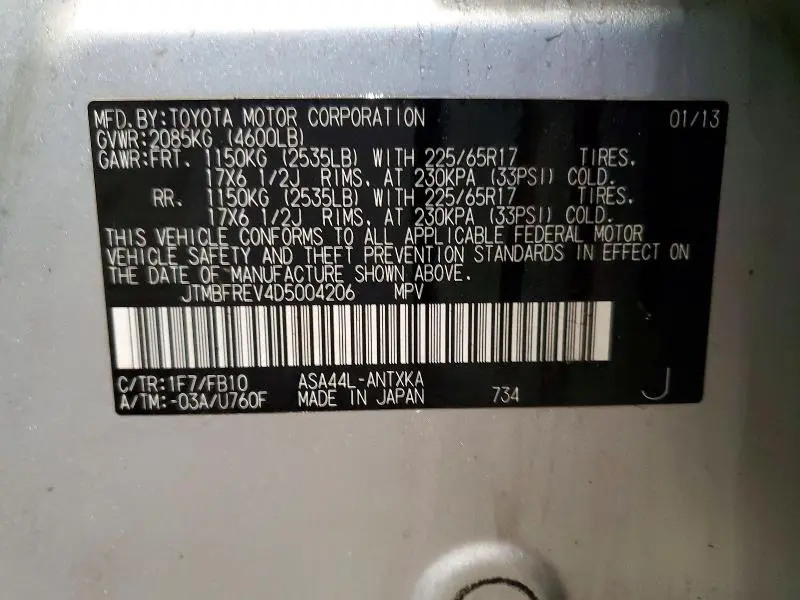 MFD.BY:TOYOTA MOTOR CORPORATION 01/13
GVWR:2085KG (4600LB)
GAWR:FRT. 1150KG (2535LB) WITH 225/65R17 TIRES.
17X6 1/2J RIMS, AT 230KPA (33PSI) COLD.
RR. 1150KG (2535LB) WITH 225/65R17 TIRES.
17X6 1/2J RIMS, AT 230KPA (33PSI) COLD.
THIS VEHICLE CONFORMS TO ALL APPLICABLE FEDERAL MOTOR
VEHICLE SAFETY AND THEFT PREVENTION STANDARDS IN EFFECT ON
THE DATE OF MANUFACTURE SHOWN ABOVE.
JTMBFREV4D5004206 MPV
C/TR:1F7/FB10 ASA44L-ANTXKA
A/TM:-03A/U760F MADE IN JAPAN 734 J